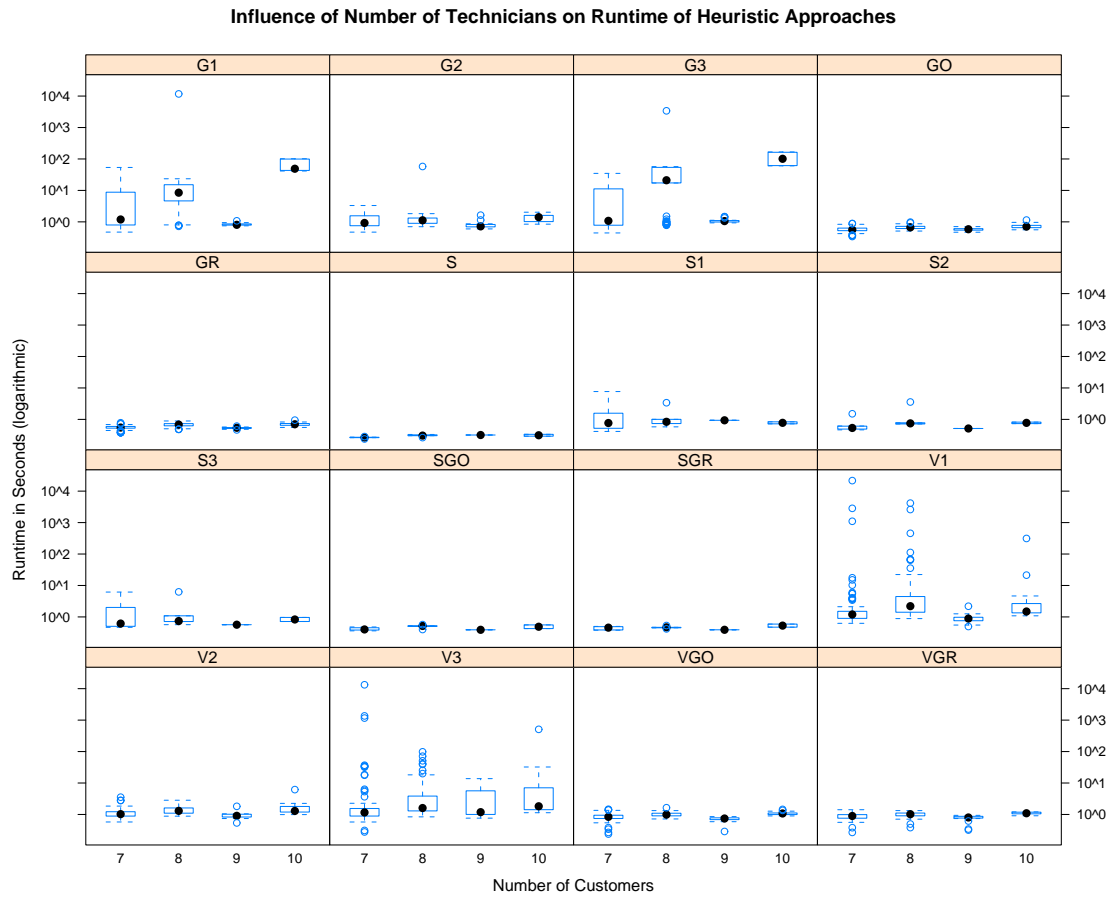 Influence of Number of Technicians on Runtime of Heuristic Approaches
G1 G2 G3 GO
10^4
10^3
10^2
10^1
10^0
GR S S1 S2
10^4
10^3
10^2
10^1
10^0
S3 SGO SGR V1
10^4
10^3
10^2
10^1
10^0
V2 V3 VGO VGR
10^4
10^3
10^2
10^1
10^0
7 8 9 10 7 8 9 10 7 8 9 10 7 8 9 10
Number of Customers
Runtime in Seconds (logarithmic)